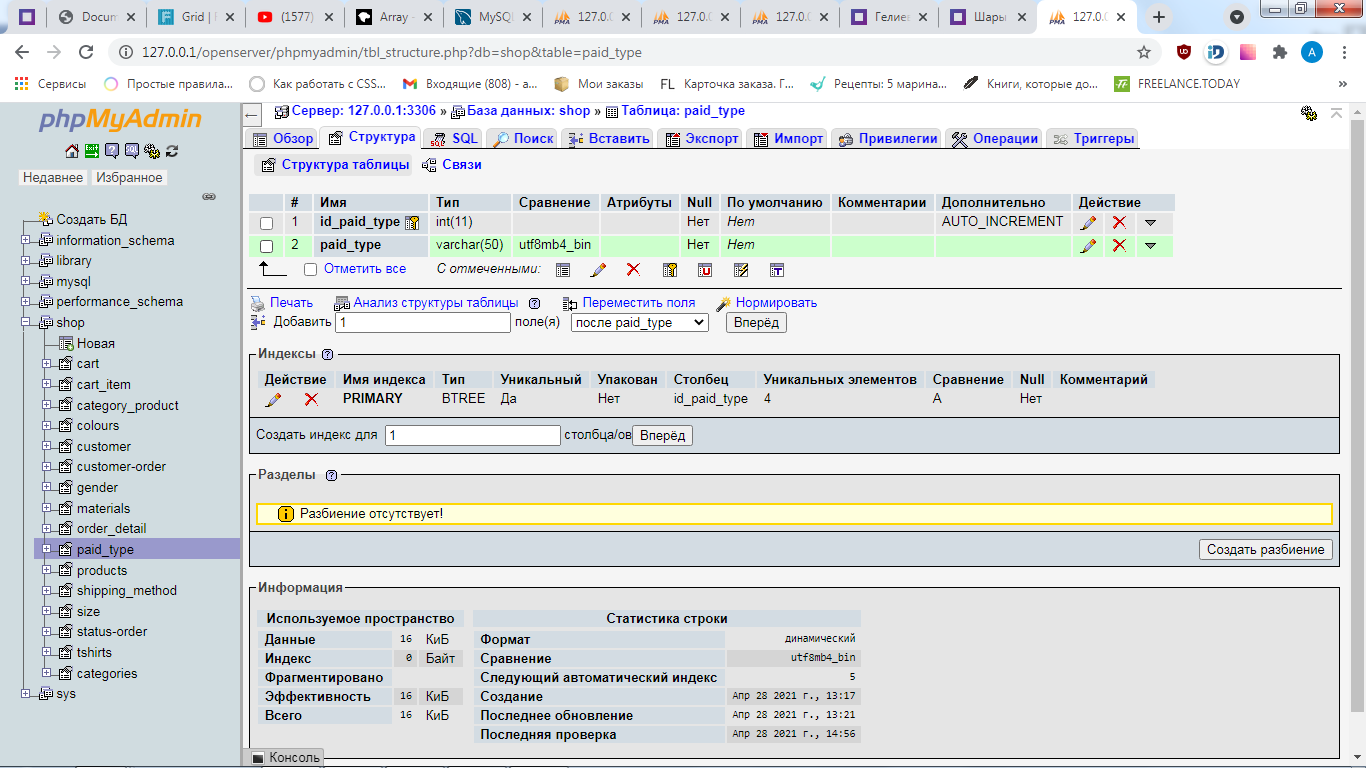 Docum
Grid | F
(1577)
Array -
MySQL
127.0.0
127.0.0
127.0.0
Гелиев
Шары
127.0.0
127.0.0.1/openserver/phpmyadmin/tbl_structure.php?db=shop&table=paid_type
A
Сервисы
Простые правила...
Как работать с CSS...
Входящие (808) - a...
Мои заказы
FL Карточка заказа. Г...
Рецепты: 5 марина...
Книги, которые до...
FREELANCE.TODAY
»
phpMyAdmin
Недавнее Избранное
Создать БД
information_schema
library
mysql
performance_schema
shop
Новая
cart
cart_item
category_product
colours
customer
customer-order
gender
materials
order_detail
paid_type
products
shipping_method
size
status-order
tshirts
categories
sys
Сервер: 127.0.0.1:3306 » База данных: shop » Таблица: paid_type
Обзор Структура SQL Поиск Вставить Экспорт Импорт Привилегии Операции Триггеры
Структура таблицы Связи
# Имя Тип Сравнение Атрибуты Null По умолчанию Комментарии Дополнительно Действие
1 id_paid_type int(11) Нет Нет AUTO_INCREMENT
2 paid_type varchar(50) utf8mb4_bin Нет Нет
Отметить все С отмеченными:
Печать Анализ структуры таблицы Переместить поля Нормировать
Добавить 1 поле(я) после paid_type Вперёд
Индексы
Действие Имя индекса Тип Уникальный Упакован Столбец Уникальных элементов Сравнение Null Комментарий
PRIMARY BTREE Да Нет id_paid_type 4 A Нет
Создать индекс для 1 столбца/ов Вперёд
Разделы
Разбиение отсутствует!
Создать разбиение
Информация
Используемое пространство
Данные 16 КиБ
Индекс 0 Байт
Фрагментировано
Эффективность 16 КиБ
Всего 16 КиБ
Статистика строки
Формат динамический
Сравнение utf8mb4_bin
Следующий автоматический индекс 5
Создание Апр 28 2021 г., 13:17
Последнее обновление Апр 28 2021 г., 13:21
Последняя проверка Апр 28 2021 г., 14:56
Консоль